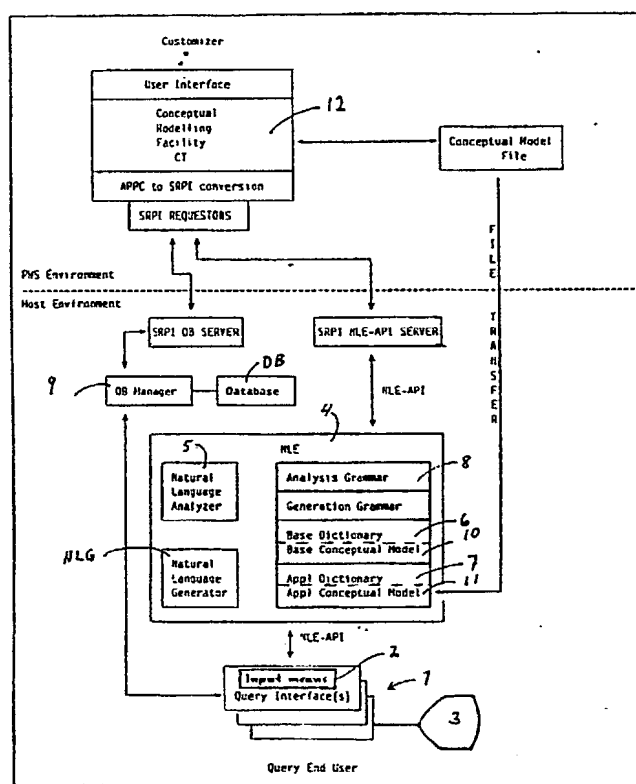 Customizer
User Interface
Conceptual
Modelling
Facility
CT
12
Conceptual Model
File
APPC to SRPI conversion
SRPI REQUESTORS
PWS Environment
Host Environment
FILE TRANSFER
SRPI DB SERVER
SRPI NLE-API SERVER
DB
9
DB Manager
Database
NLE-API
4
NLE
5
Natural
Language
Analyzer
Analysis Grammar
8
Generation Grammar
6
Base Dictionary
Base Conceptual Model
10
NLG
Natural
Language
Generator
7
Appl Dictionary
Appl Conceptual Model
11
NLE-API
2
Input means
Query Interface(s)
1
3
Query End User